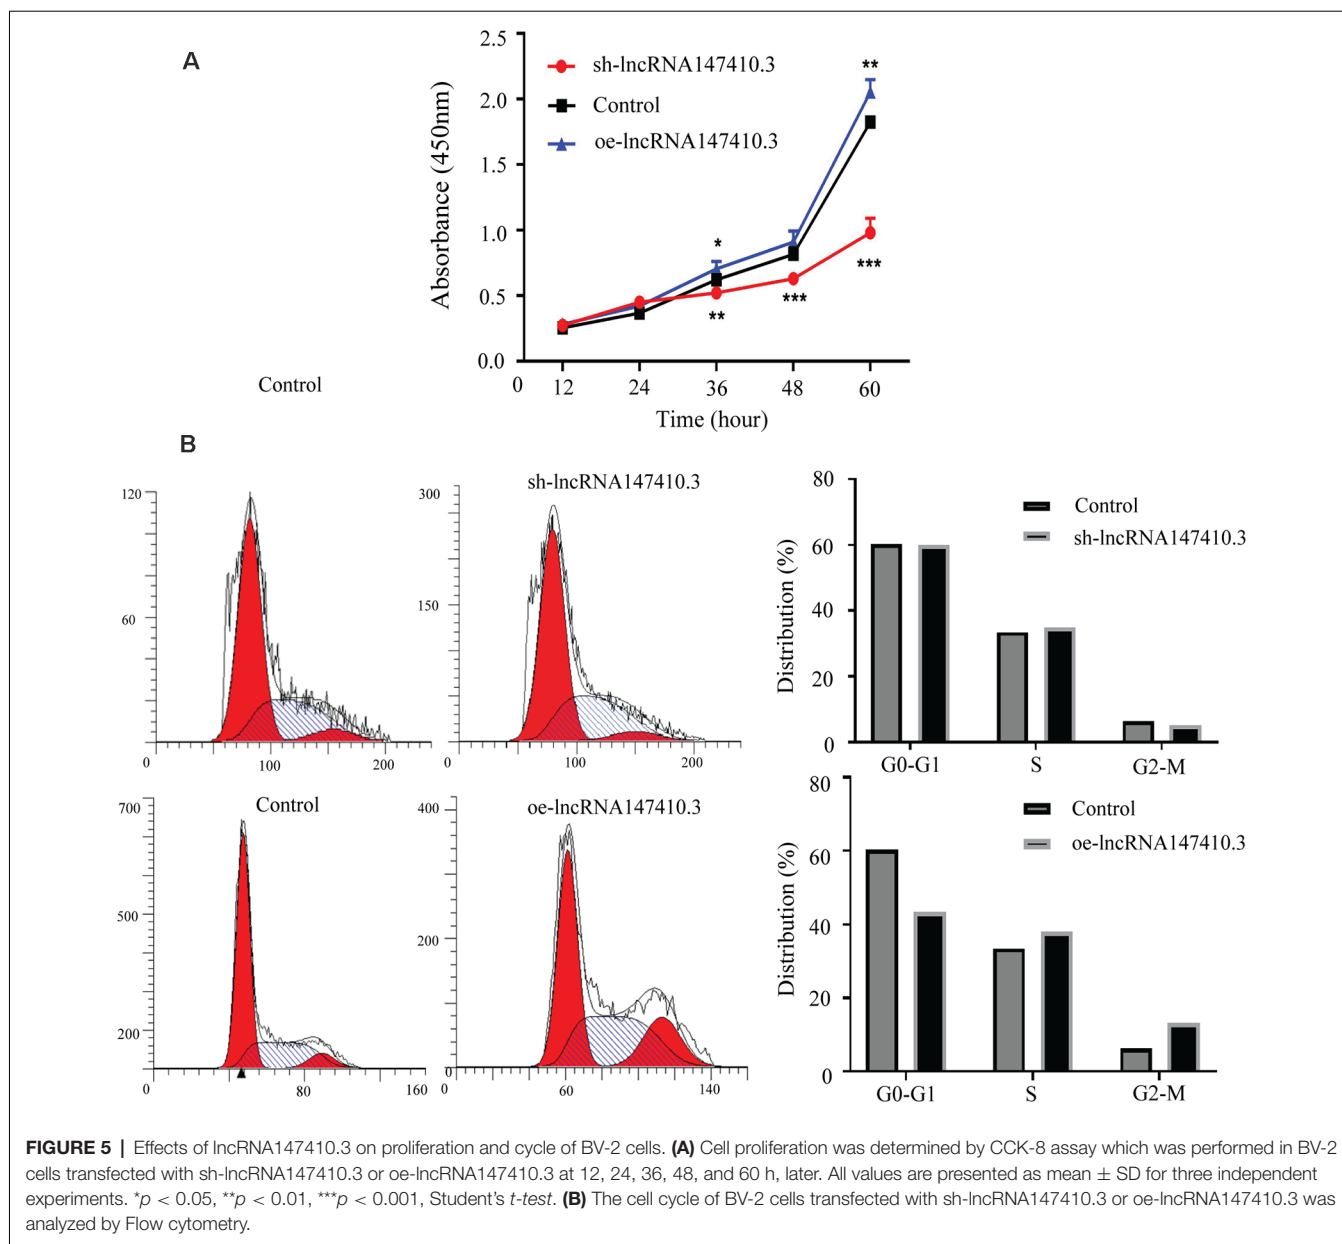 A
2.5
2.0
1.5
1.0
0.5
0.0
Absorbance (450nm)
sh-lncRNA147410.3
Control
oe-lncRNA147410.3
*
**
***
**
***
0
12
24
36
48
60
Time (hour)
B
Control
120
60
0
100
200
sh-lncRNA147410.3
300
150
0
100
200
80
60
40
20
0
Distribution (%)
Control
sh-lncRNA147410.3
G0-G1
S
G2-M
Control
700
500
200
0
80
160
oe-lncRNA147410.3
400
200
0
60
140
80
60
40
20
0
Distribution (%)
Control
oe-lncRNA147410.3
G0-G1
S
G2-M
FIGURE 5 | Effects of lncRNA147410.3 on proliferation and cycle of BV-2 cells. (A) Cell proliferation was determined by CCK-8 assay which was performed in BV-2
cells transfected with sh-lncRNA147410.3 or oe-lncRNA147410.3 at 12, 24, 36, 48, and 60 h, later. All values are presented as mean ± SD for three independent
experiments. *p < 0.05, **p < 0.01, ***p < 0.001, Student's t-test. (B) The cell cycle of BV-2 cells transfected with sh-lncRNA147410.3 or oe-lncRNA147410.3 was
analyzed by Flow cytometry.